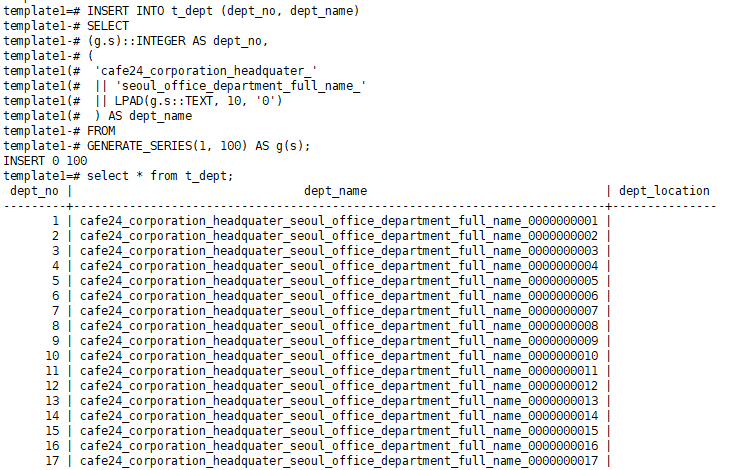 template1=# INSERT INTO t_dept (dept_no, dept_name)
template1-# SELECT
template1-# (g.s)::INTEGER AS dept_no,
template1-# (
template1(#  'cafe24_corporation_headquater_'
template1(#  || 'seoul_office_department_full_name_'
template1(#  || LPAD(g.s::TEXT, 10, '0')
template1(#  ) AS dept_name
template1-# FROM
template1-# GENERATE_SERIES(1, 100) AS g(s);
INSERT 0 100
template1=# select * from t_dept;
 dept_no |                               dept_name                                | dept_location
---------+------------------------------------------------------------------------+---------------
       1 | cafe24_corporation_headquater_seoul_office_department_full_name_0000000001 |
       2 | cafe24_corporation_headquater_seoul_office_department_full_name_0000000002 |
       3 | cafe24_corporation_headquater_seoul_office_department_full_name_0000000003 |
       4 | cafe24_corporation_headquater_seoul_office_department_full_name_0000000004 |
       5 | cafe24_corporation_headquater_seoul_office_department_full_name_0000000005 |
       6 | cafe24_corporation_headquater_seoul_office_department_full_name_0000000006 |
       7 | cafe24_corporation_headquater_seoul_office_department_full_name_0000000007 |
       8 | cafe24_corporation_headquater_seoul_office_department_full_name_0000000008 |
       9 | cafe24_corporation_headquater_seoul_office_department_full_name_0000000009 |
      10 | cafe24_corporation_headquater_seoul_office_department_full_name_0000000010 |
      11 | cafe24_corporation_headquater_seoul_office_department_full_name_0000000011 |
      12 | cafe24_corporation_headquater_seoul_office_department_full_name_0000000012 |
      13 | cafe24_corporation_headquater_seoul_office_department_full_name_0000000013 |
      14 | cafe24_corporation_headquater_seoul_office_department_full_name_0000000014 |
      15 | cafe24_corporation_headquater_seoul_office_department_full_name_0000000015 |
      16 | cafe24_corporation_headquater_seoul_office_department_full_name_0000000016 |
      17 | cafe24_corporation_headquater_seoul_office_department_full_name_0000000017 |